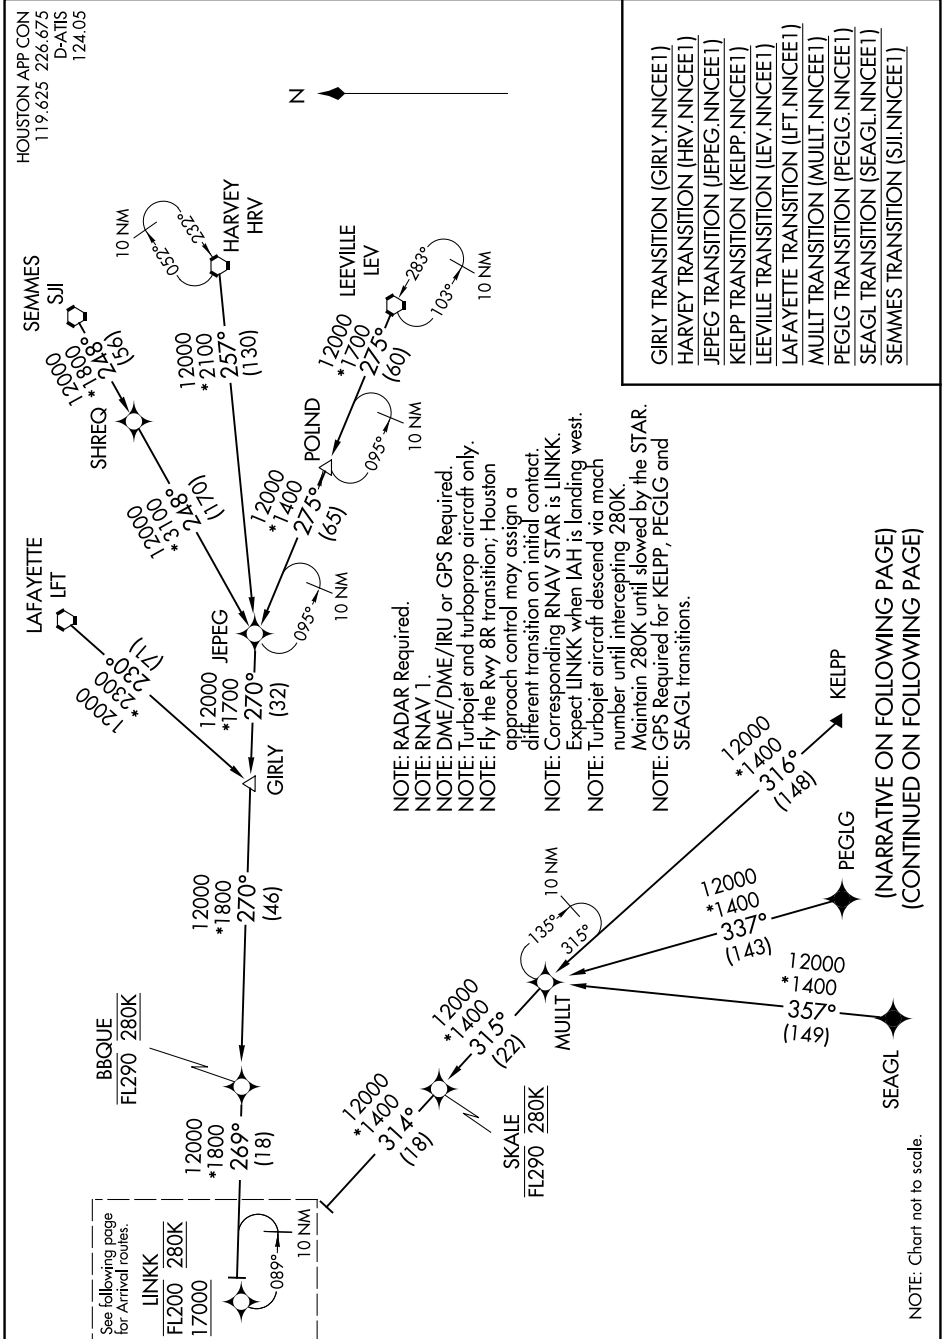 HOUSTON APP CON
119.625 226.675
D-ATIS
124.05
N
GIRLY TRANSITION (GIRLY.NNCEE1)
HARVEY TRANSITION (HRV.NNCEE1)
JEPEG TRANSITION (JEPEG.NNCEE1)
KELPP TRANSITION (KELPP.NNCEE1)
LEEVILLE TRANSITION (LEV.NNCEE1)
LAFAYETTE TRANSITION (LFT.NNCEE1)
MULT TRANSITION (MULLT.NNCEE1)
PEGLG TRANSITION (PEGLG.NNCEE1)
SEAGL TRANSITION (SEAGL.NNCEE1)
SEMMES TRANSITION (SJI.NNCEE1)
SEMMES
SJI
12000
*1800
248°
(56)
SHREQ
12000
*3100
248°
(170)
HARVEY
HRV
052°
232°
10 NM
12000
*2100
257°
(130)
LEEVILLE
LEV
283°
103°
10 NM
12000
*1700
275°
(60)
POLND
095°
10 NM
12000
*1400
275°
(65)
JEPEG
095°
10 NM
LAFAYETTE
LFT
12000
*2300
230°
(71)
12000
*1700
270°
(32)
GIRLY
12000
*1800
270°
(46)
BBQUE
FL290 280K
12000
*1800
269°
(18)
See following page
for Arrival routes.
LINKK
FL200 280K
17000
089°
10 NM
NOTE: RADAR Required.
NOTE: RNAV 1.
NOTE: DME/DME/IRU or GPS Required.
NOTE: Turbojet and turboprop aircraft only.
NOTE: Fly the Rwy 8R transition; Houston
approach control may assign a
different transition on initial contact.
NOTE: Corresponding RNAV STAR is LINKK.
Expect LINKK when IAH is landing west.
NOTE: Turbojet aircraft descend via mach
number until intercepting 280K.
Maintain 280K until slowed by the STAR.
NOTE: GPS Required for KELPP, PEGLG and
SEAGL transitions.
12000
*1400
314°
(18)
SKALE
FL290 280K
12000
*1400
315°
(22)
MULLT
135°
315°
10 NM
12000
*1400
316°
(148)
KELPP
12000
*1400
337°
(143)
PEGLG
12000
*1400
357°
(149)
SEAGL
(NARRATIVE ON FOLLOWING PAGE)
(CONTINUED ON FOLLOWING PAGE)
NOTE: Chart not to scale.